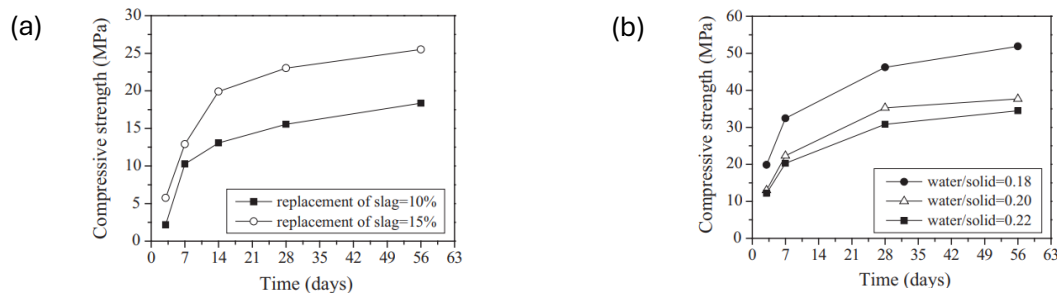 (a)
Compressive strength (MPa)
30
25
20
15
10
5
0
replacement of slag=10%
replacement of slag=15%
0 7 14 21 28 35 42 49 56 63
Time (days)
(b)
Compressive strength (MPa)
60
50
40
30
20
10
0
water/solid=0.18
water/solid=0.20
water/solid=0.22
0 7 14 21 28 35 42 49 56 63
Time (days)